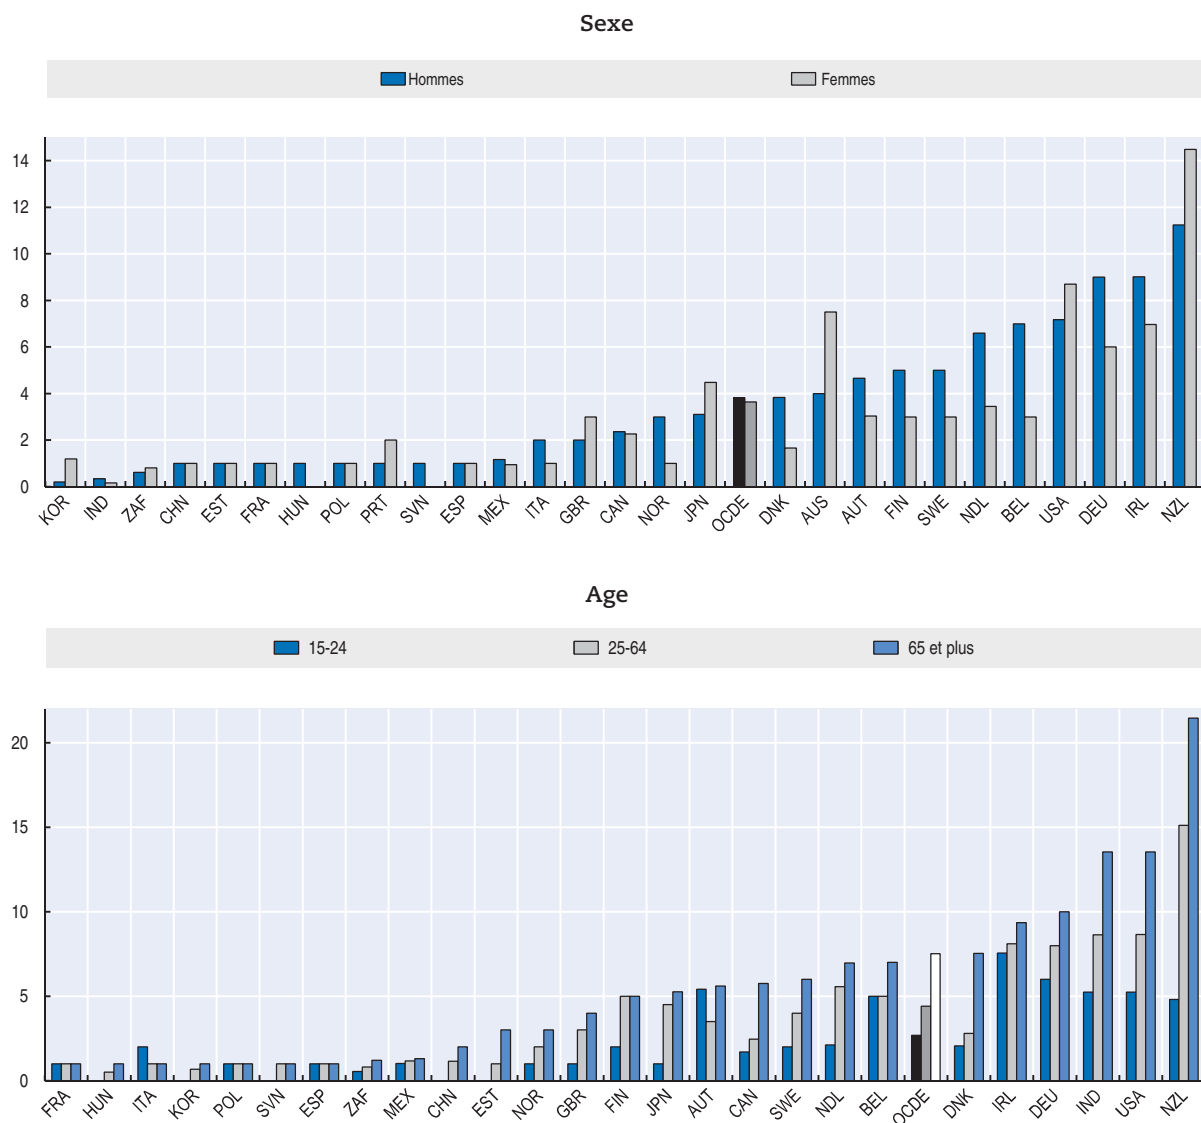 Sexe
Hommes Femmes
14
12
10
8
6
4
2
0
KOR IND ZAF CHN EST FRA HUN POL PRT SVN ESP MEX ITA GBR CAN NOR JPN OCDE DNK AUS AUT FIN SWE NDL BEL USA DEU IRL NZL
Age
15-24 25-64 65 et plus
20
15
10
5
0
FRA HUN ITA KOR POL SVN ESP ZAF MEX CHN EST NOR GBR FIN JPN AUT CAN SWE NDL BEL OCDE DNK IRL DEU IND USA NZL